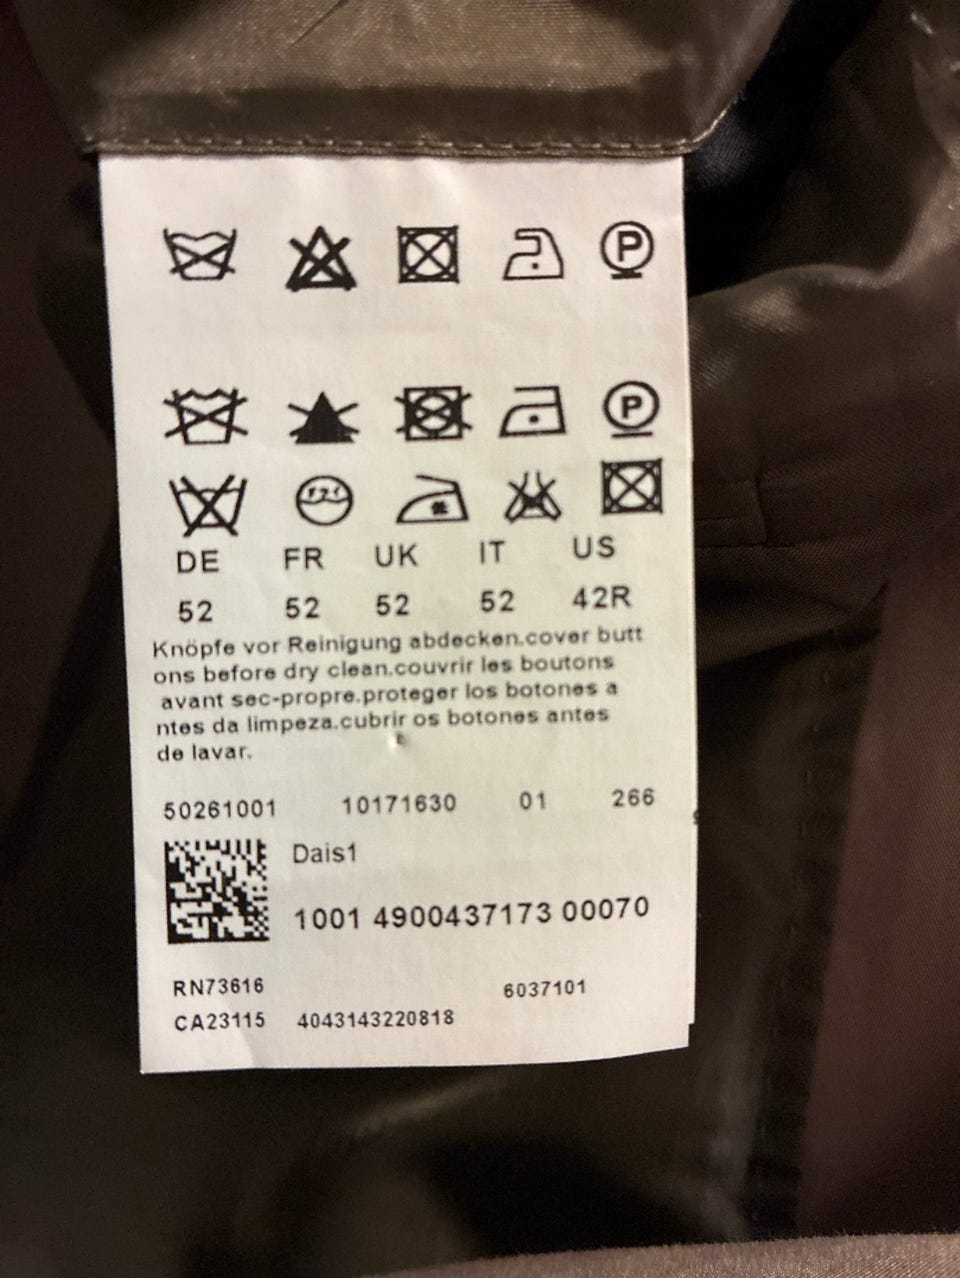 P
P
DE FR UK IT US
52 52 52 52 42R
Knöpfe vor Reinigung abdecken.cover butt
ons before dry clean.couvrir les boutons
avant sec-propre.proteger los botones a
ntes da limpeza.cubrir os botones antes
de lavar.
50261001 10171630 01 266
Dais1
1001 4900437173 00070
RN73616 6037101
CA23115 4043143220818